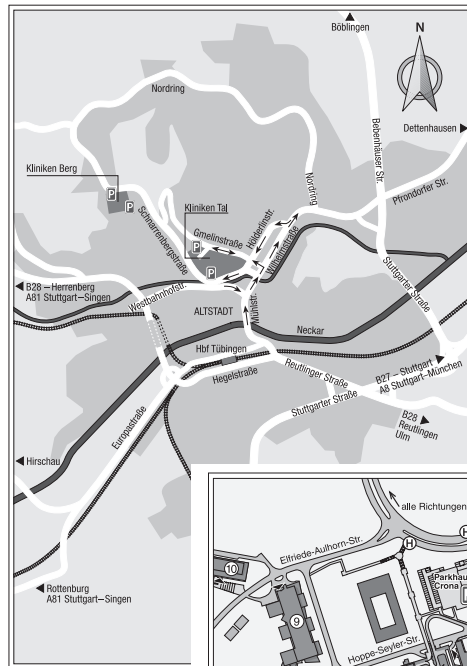 Böblingen
N
Nordring
Bebenhäuser Str.
Dettenhausen
Kliniken Berg
P
P
Pfrondorfer Str.
Nordring
Kliniken Tal
Hölderlinstr.
Schnarrenbergstraße
Gmelinstraße
Wilhelmstraße
P
P
B28 – Herrenberg
A81 Stuttgart–Singen
Westbahnhofstr.
Stuttgarter Straße
ALTSTADT
Mühlstr.
Neckar
Hbf Tübingen
Reutlinger Straße
B27 – Stuttgart
A8 Stuttgart–München
Hegelstraße
Stuttgarter Straße
B28
Reutlingen
Ulm
Europastraße
Hirschau
Rottenburg
A81 Stuttgart–Singen
alle Richtungen
H
H
Elfriede-Aulhorn-Str.
10
Parkhaus
Crona
9
Hoppe-Seyler-Str.